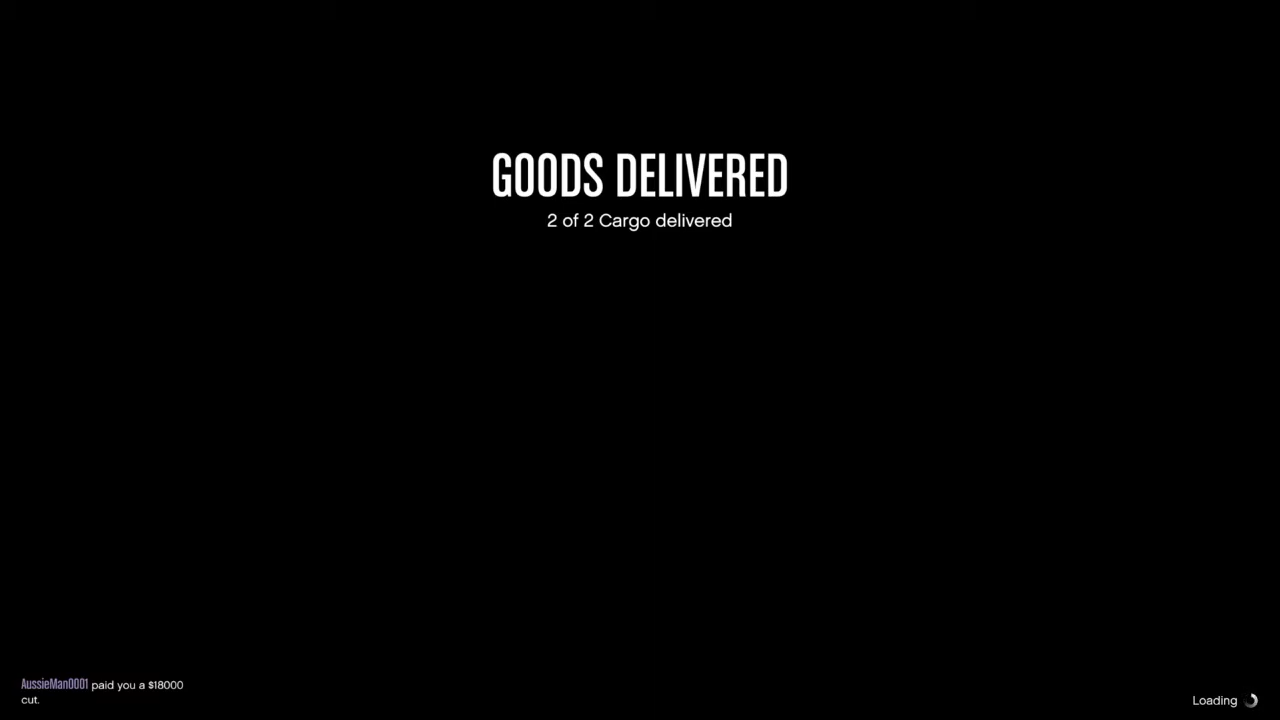 GOODS DELIVERED
2 of 2 Cargo delivered
AussieMan0001 paid you a $18000
cut.
Loading